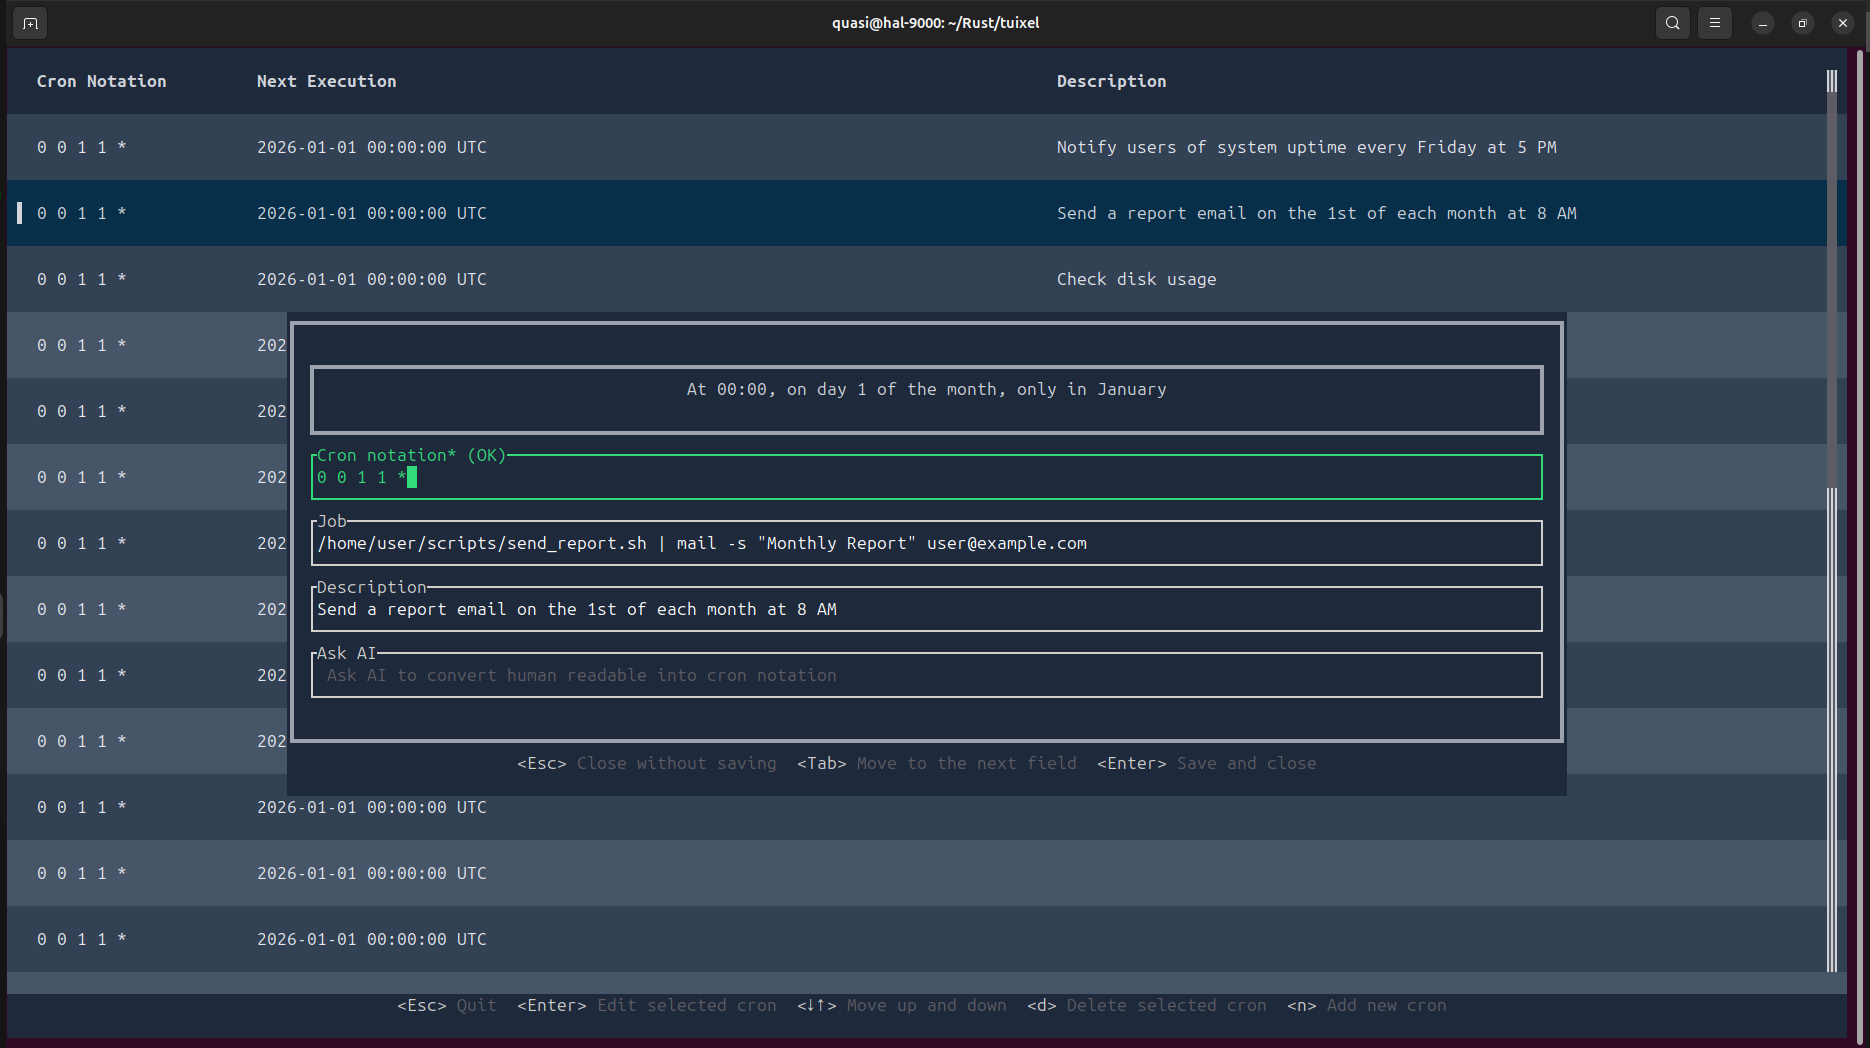 quasi@hal-9000: ~/Rust/tuixel
Cron Notation Next Execution Description
0 0 1 1 * 2026-01-01 00:00:00 UTC Notify users of system uptime every Friday at 5 PM
0 0 1 1 * 2026-01-01 00:00:00 UTC Send a report email on the 1st of each month at 8 AM
0 0 1 1 * 2026-01-01 00:00:00 UTC Check disk usage
0 0 1 1 * 202
At 00:00, on day 1 of the month, only in January
0 0 1 1 * 202
Cron notation* (OK)
0 0 1 1 * 202 0 0 1 1 *
Job
0 0 1 1 * 202 /home/user/scripts/send_report.sh | mail -s "Monthly Report" user@example.com
Description
0 0 1 1 * 202 Send a report email on the 1st of each month at 8 AM
Ask AI
0 0 1 1 * 202 Ask AI to convert human readable into cron notation
0 0 1 1 * 202
<Esc> Close without saving <Tab> Move to the next field <Enter> Save and close
0 0 1 1 * 2026-01-01 00:00:00 UTC
0 0 1 1 * 2026-01-01 00:00:00 UTC
0 0 1 1 * 2026-01-01 00:00:00 UTC
<Esc> Quit <Enter> Edit selected cron <↓↑> Move up and down <d> Delete selected cron <n> Add new cron